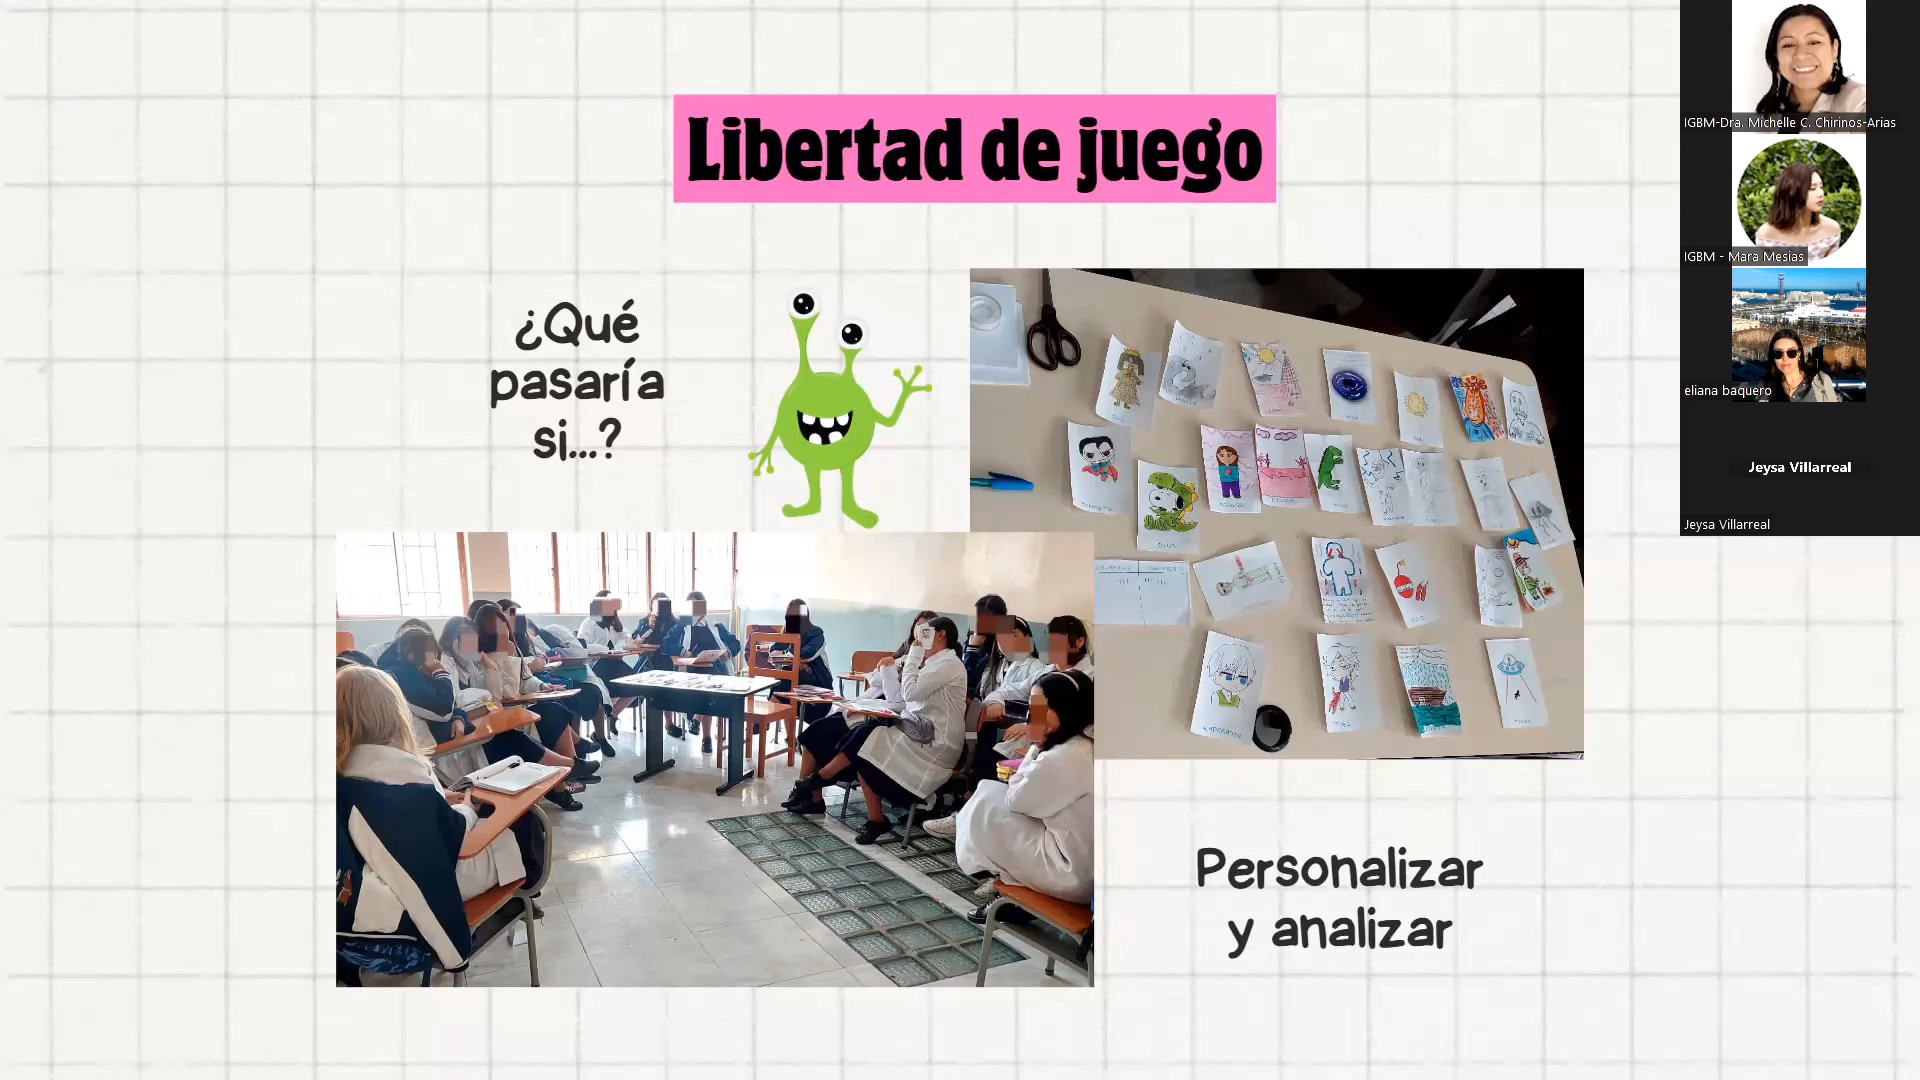 Libertad de juego
¿Qué
pasaría
si...?
Personalizar
y analizar
IGBM-Dra. Michelle C. Chirinos-Arias
IGBM - Mara Mesias
eliana baquero
Jeysa Villarreal
Jeysa Villarreal
EMPERADOR